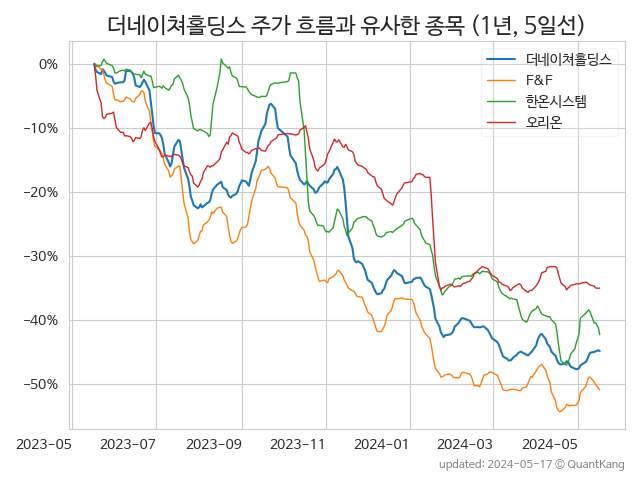 더네이쳐홀딩스 주가 흐름과 유사한 종목 (1년, 5일선)
더네이쳐홀딩스
F&F
한온시스템
오리온
0%
−10%
−20%
−30%
−40%
−50%
2023-05 2023-07 2023-09 2023-11 2024-01 2024-03 2024-05
updated: 2024-05-17 © QuantKang